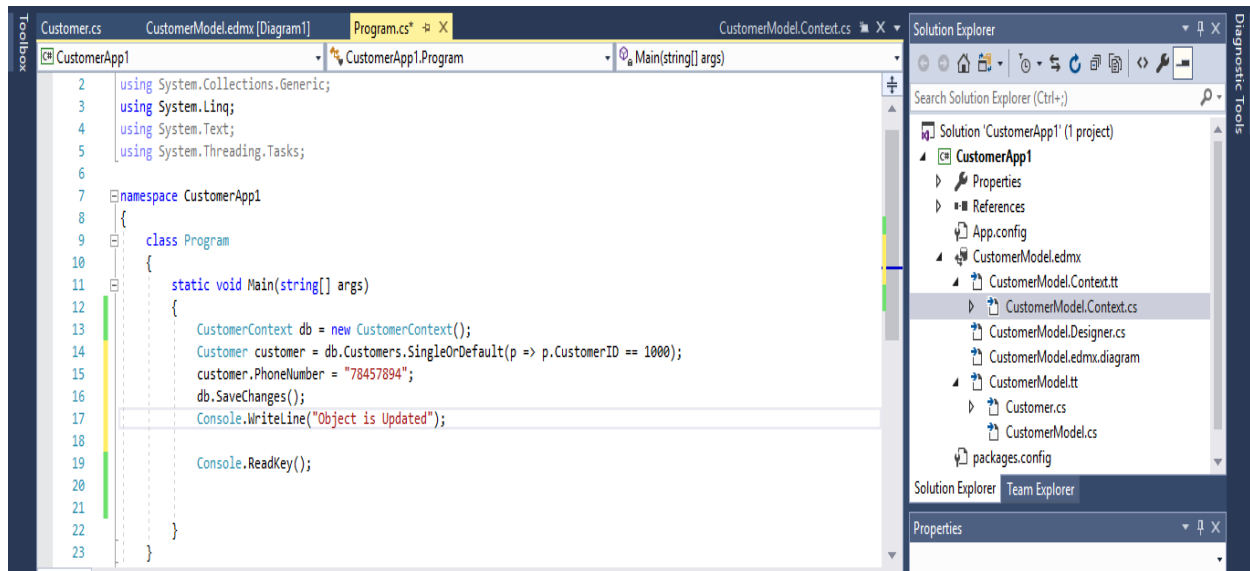 Toolbox
Customer.cs CustomerModel.edmx [Diagram1] Program.cs* CustomerModel.Context.cs
C# CustomerApp1 CustomerApp1.Program Main(string[] args)
2 using System.Collections.Generic;
3 using System.Linq;
4 using System.Text;
5 using System.Threading.Tasks;
6
7 namespace CustomerApp1
8 {
9 class Program
10 {
11 static void Main(string[] args)
12 {
13 CustomerContext db = new CustomerContext();
14 Customer customer = db.Customers.SingleOrDefault(p => p.CustomerID == 1000);
15 customer.PhoneNumber = "78457894";
16 db.SaveChanges();
17 Console.WriteLine("Object is Updated");
18
19 Console.ReadKey();
20
21
22 }
23 }
Solution Explorer
Search Solution Explorer (Ctrl+;)
Solution 'CustomerApp1' (1 project)
C# CustomerApp1
Properties
References
App.config
CustomerModel.edmx
CustomerModel.Context.tt
CustomerModel.Context.cs
CustomerModel.Designer.cs
CustomerModel.edmx.diagram
CustomerModel.tt
Customer.cs
CustomerModel.cs
packages.config
Solution Explorer Team Explorer
Properties
Diagnostic Tools